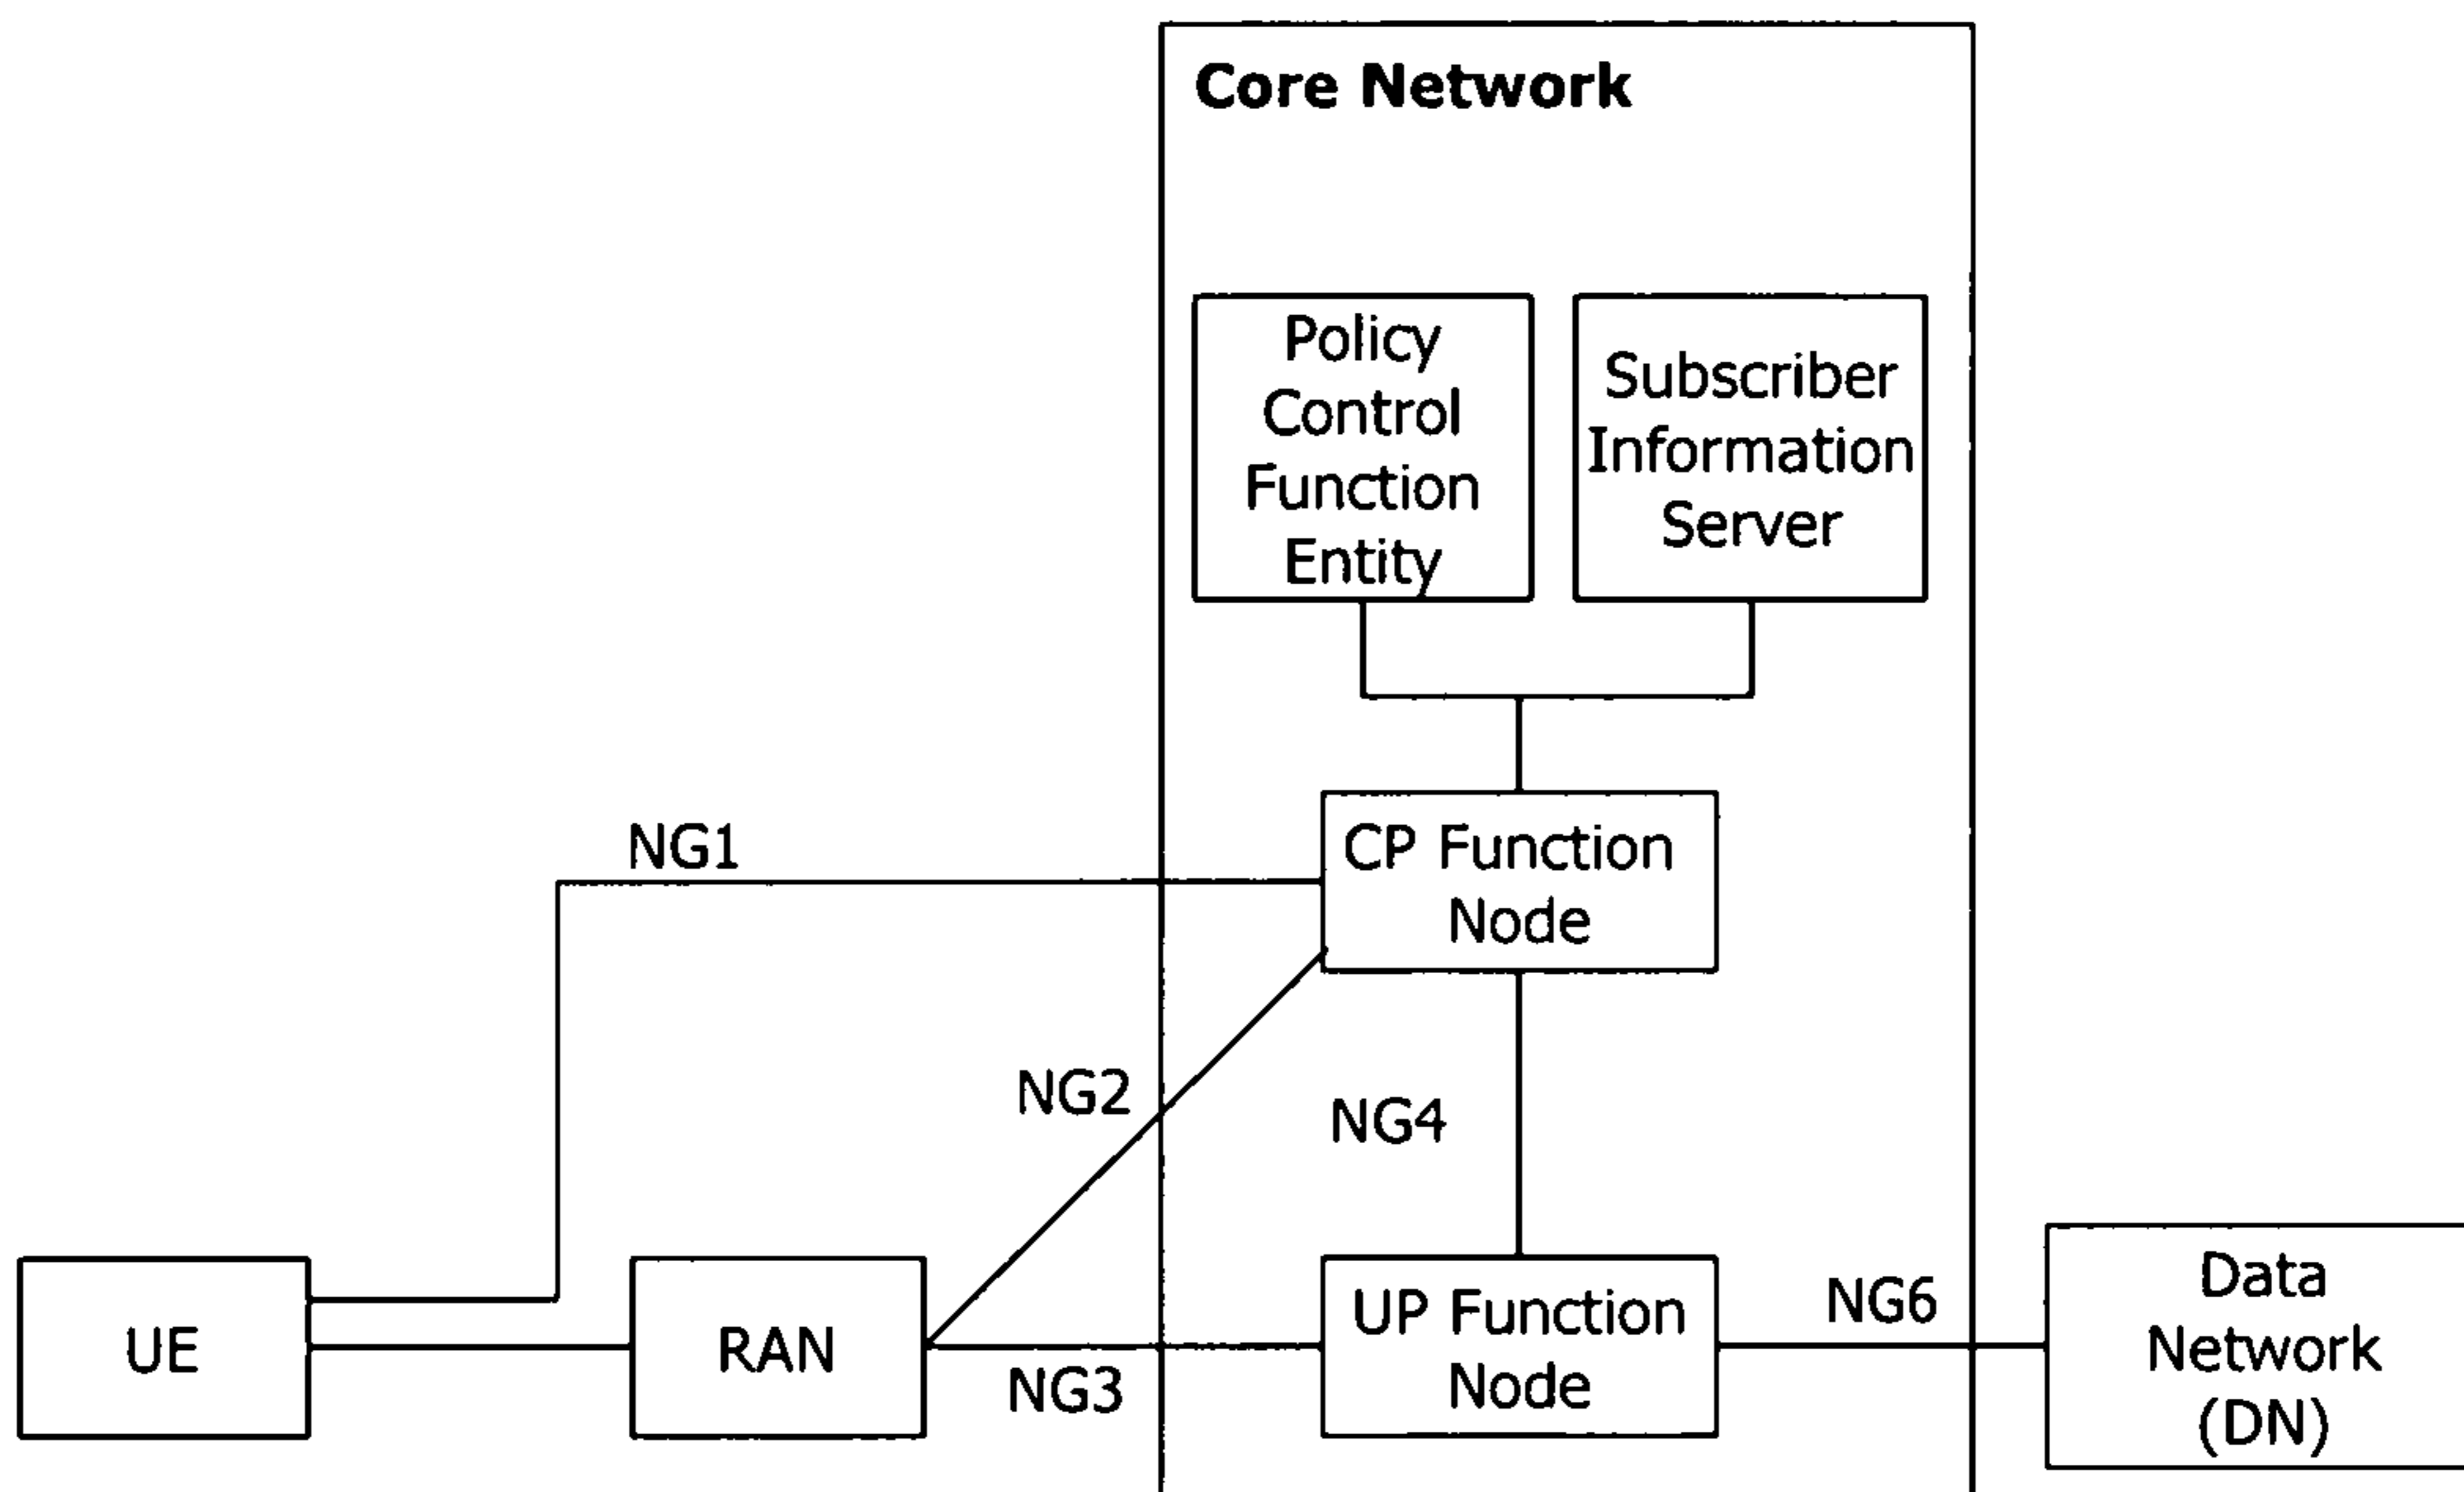 Core Network
Policy
Control
Function
Entity
Subscriber
Information
Server
NG1
CP Function
Node
NG2
NG4
UE
RAN
NG3
UP Function
Node
NG6
Data
Network
(DN)